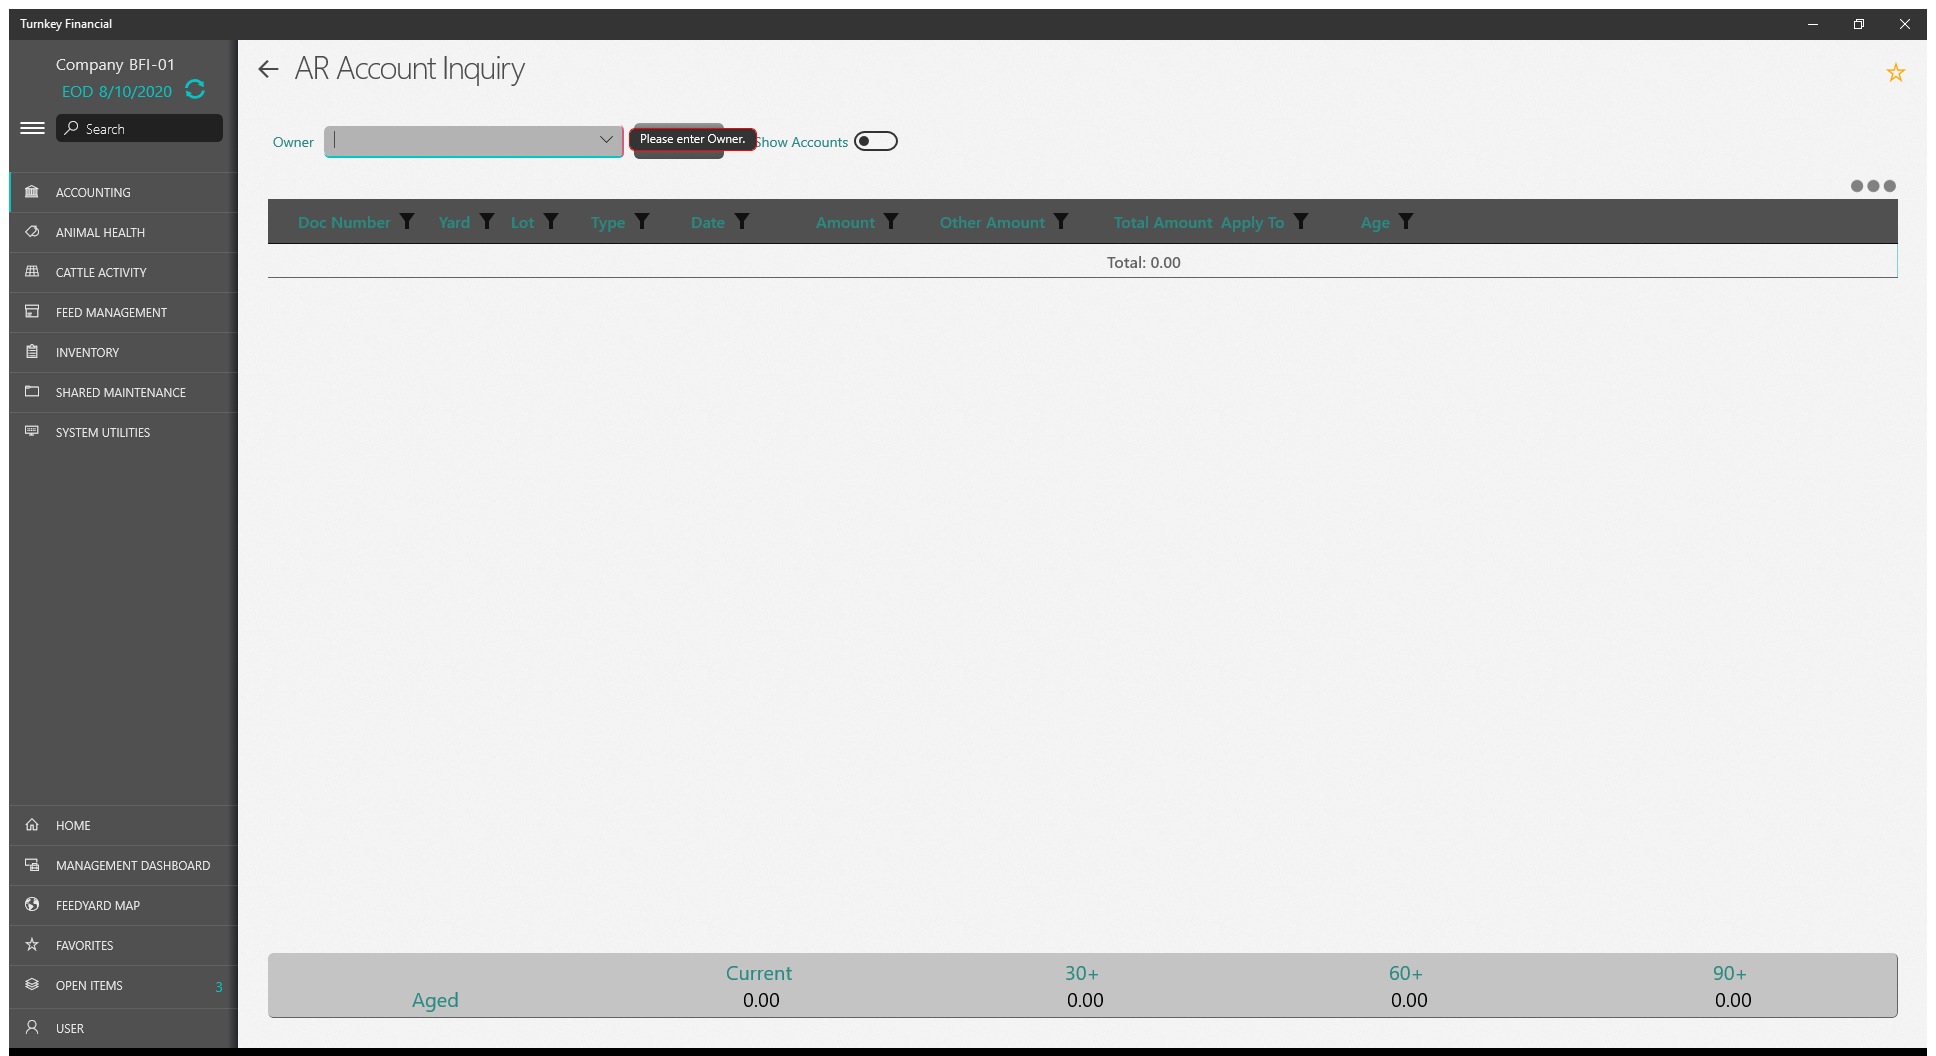 Turnkey Financial
Company BFI-01
EOD 8/10/2020
Search
ACCOUNTING
ANIMAL HEALTH
CATTLE ACTIVITY
FEED MANAGEMENT
INVENTORY
SHARED MAINTENANCE
SYSTEM UTILITIES
HOME
MANAGEMENT DASHBOARD
FEEDYARD MAP
FAVORITES
OPEN ITEMS 3
USER
AR Account Inquiry
Owner Please enter Owner. Show Accounts
Doc Number Yard Lot Type Date Amount Other Amount Total Amount Apply To Age
Total: 0.00
Current 30+ 60+ 90+
Aged 0.00 0.00 0.00 0.00